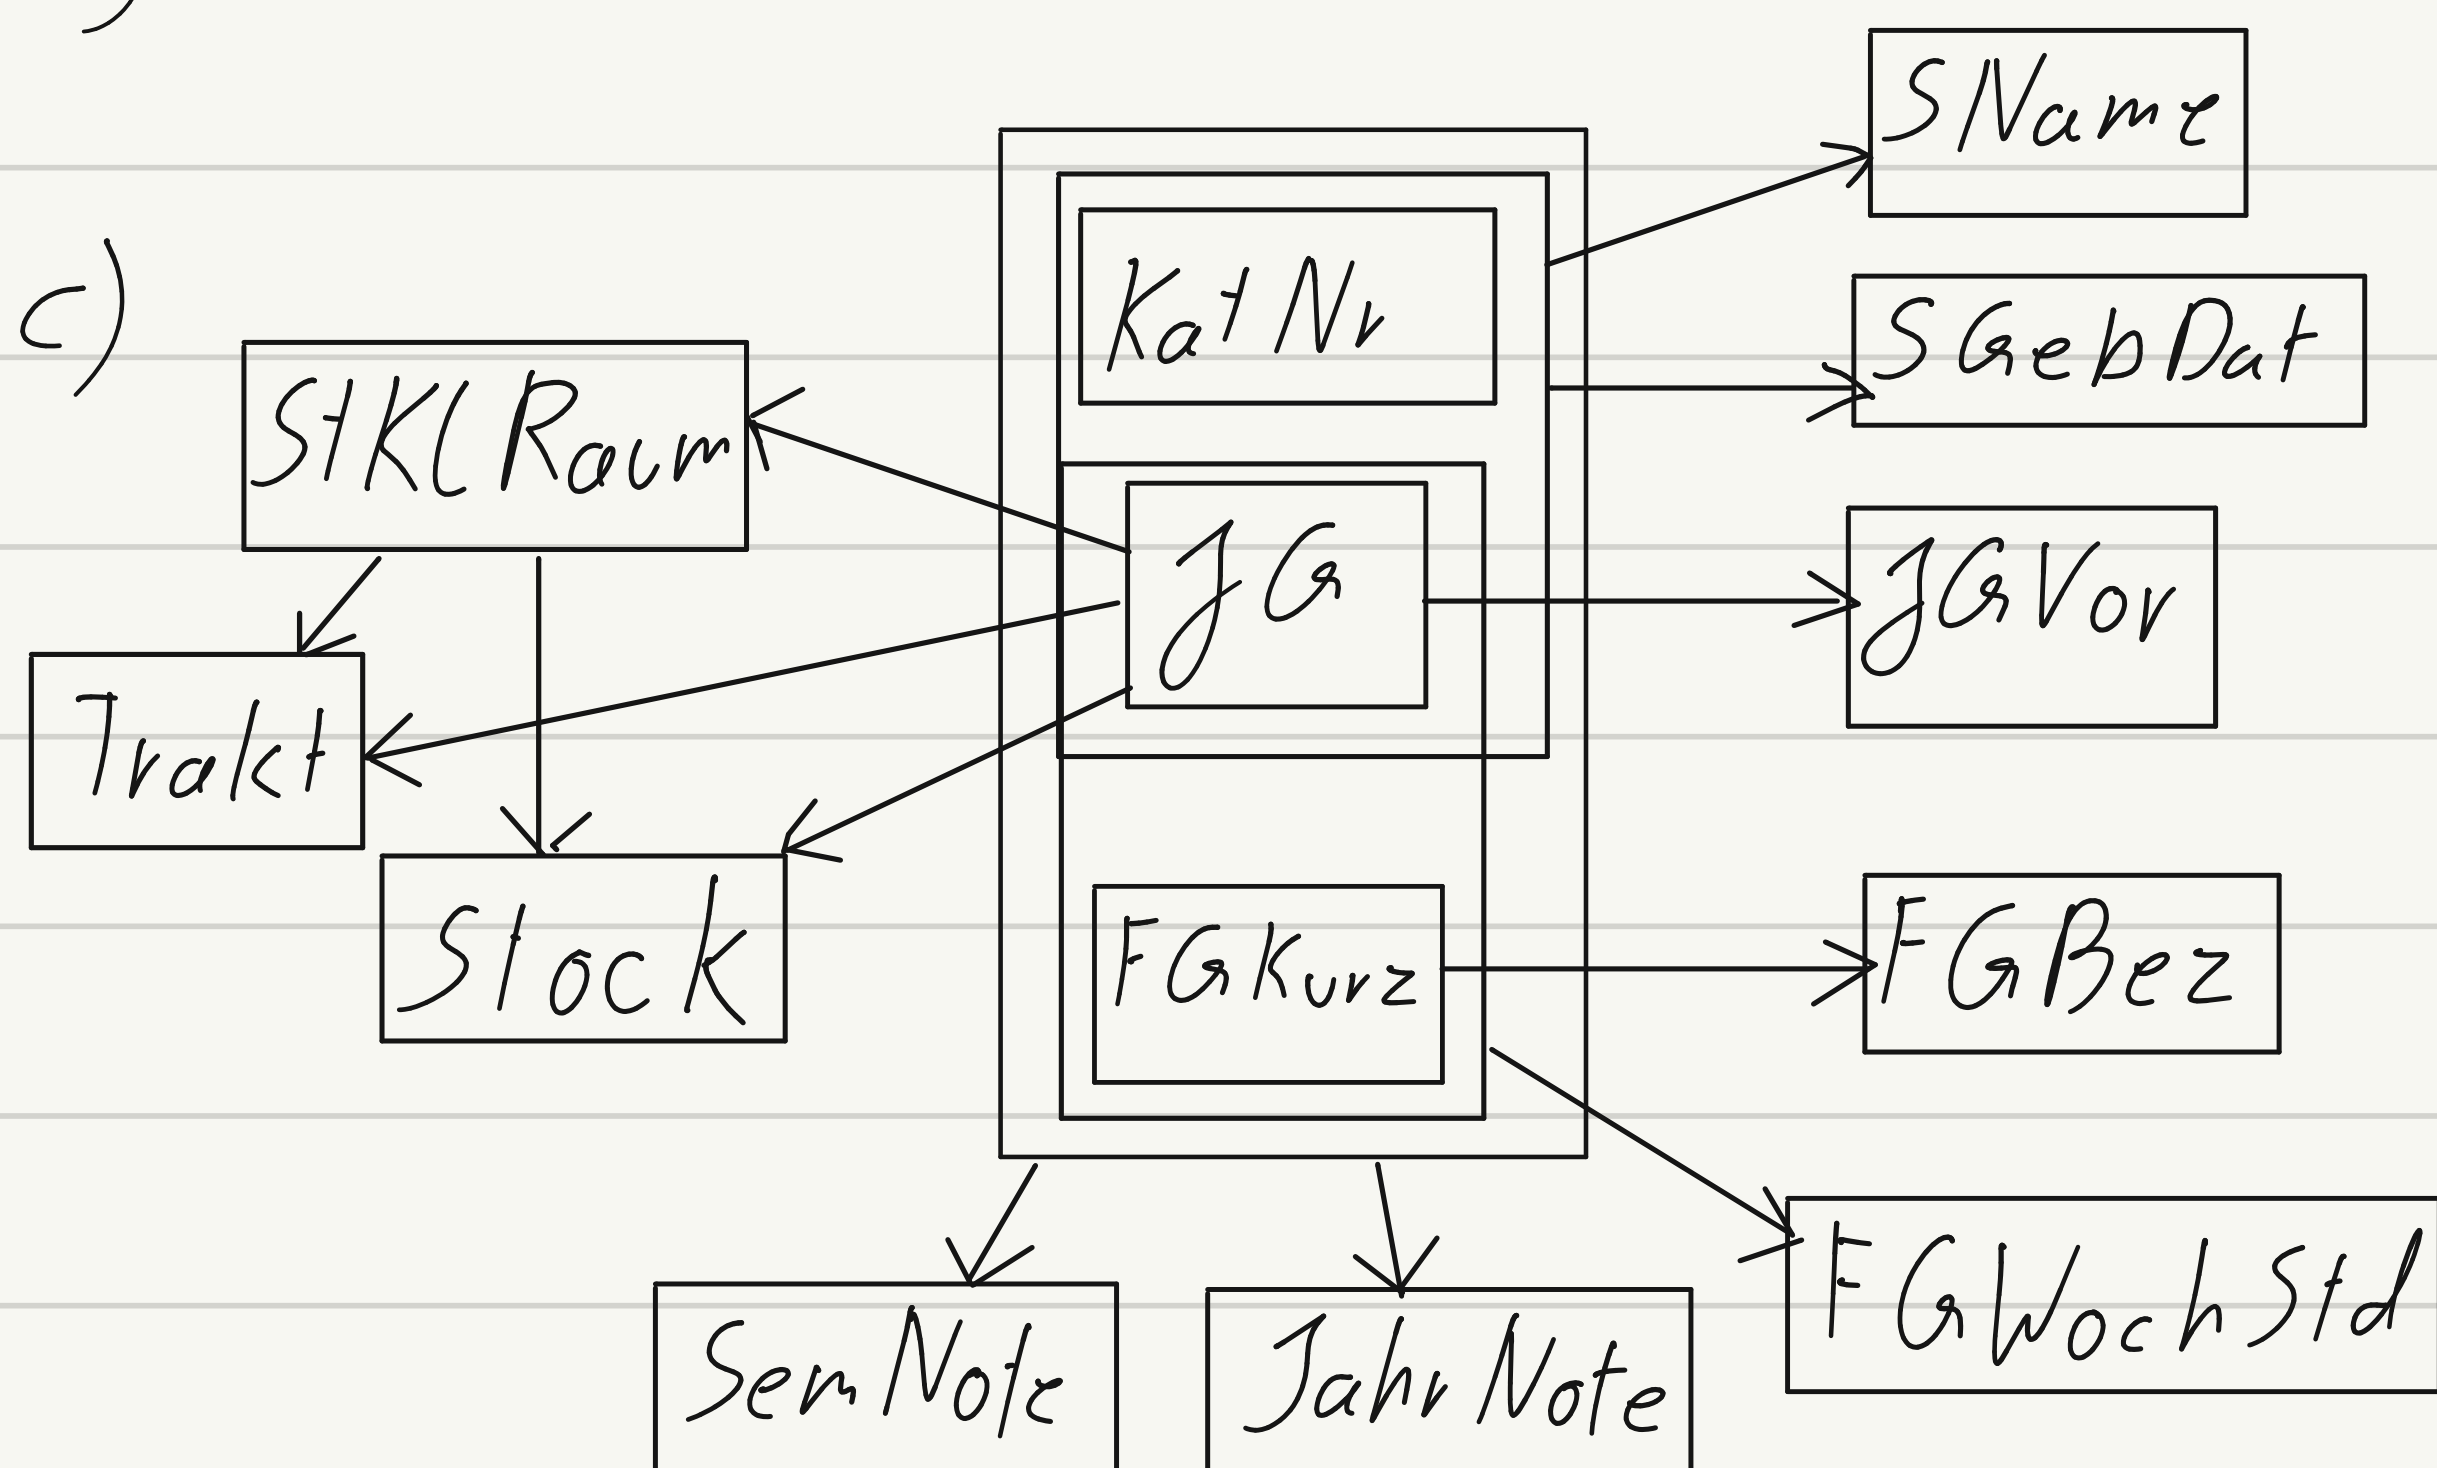 SName
c)
KatNr
SGebDat
StKlRaum
JG
JGVor
Trakt
Stock
FGKurz
FGBez
FGWochStd
SemNote
JahrNote